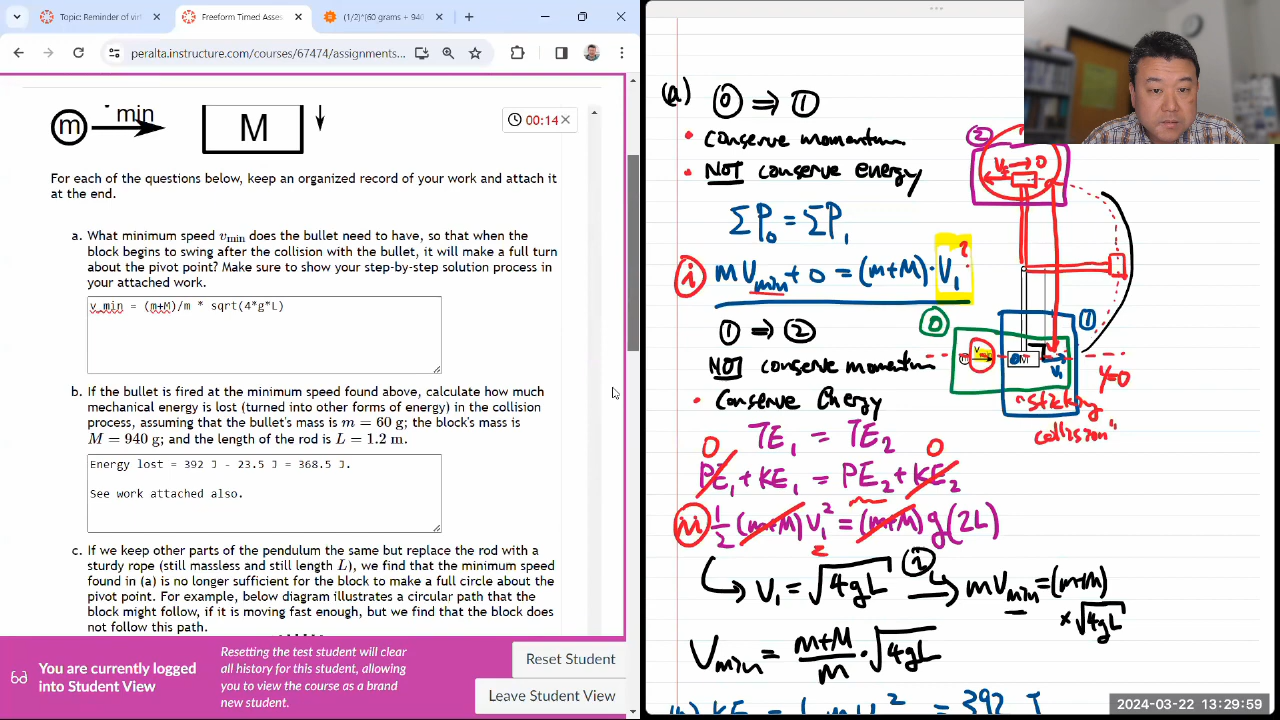 Topic: Reminder of vir
Freeform Timed Asses
(1/2)*(60 grams + 940
peralta.instructure.com/courses/67474/assignments...
m
min
M
00:14
For each of the questions below, keep an organized record of your work and attach it
at the end.
a. What minimum speed v_min does the bullet need to have, so that when the
block begins to swing after the collision with the bullet, it will make a full turn
about the pivot point? Make sure to show your step-by-step solution process in
your attached work.
v_min = (m+M)/m * sqrt(4*g*L)
b. If the bullet is fired at the minimum speed found above, calculate how much
mechanical energy is lost (turned into other forms of energy) in the collision
process, assuming that the bullet's mass is m = 60 g; the block's mass is
M = 940 g; and the length of the rod is L = 1.2 m.
Energy lost = 392 J - 23.5 J = 368.5 J.
See work attached also.
c. If we keep other parts of the pendulum the same but replace the rod with a
sturdy rope (still massless and still length L), we find that the minimum speed
found in (a) is no longer sufficient for the block to make a full circle about the
pivot point. For example, below diagram illustrates a circular path that the
block might follow, if it is moving fast enough, but we find that the block does
not follow this path.
You are currently logged
into Student View
Resetting the test student will clear
all history for this student, allowing
you to view the course as a brand
new student.
Reset Student
Leave Student View
(a) ⓪ ⇒ ①
• conserve momentum
• NOT conserve energy
ΣP₀ = ΣP₁
i m V_min + 0 = (m+M) · V₁ ?
① ⇒ ②
NOT conserve momentum
• Conserve Energy
TE₁ = TE₂
0 0
PE₁ + KE₁ = PE₂ + KE₂
ii ½ (m+M) V₁² = (m+M) g(2L)
V₁ = √4gL ② mV_min = (m+M)
× √4gL
V_min = m+M/m · √4gL
② 
0
⓪
①
m
M
V₁
y=0
"sticking
collision"
2024-03-22 13:29:59